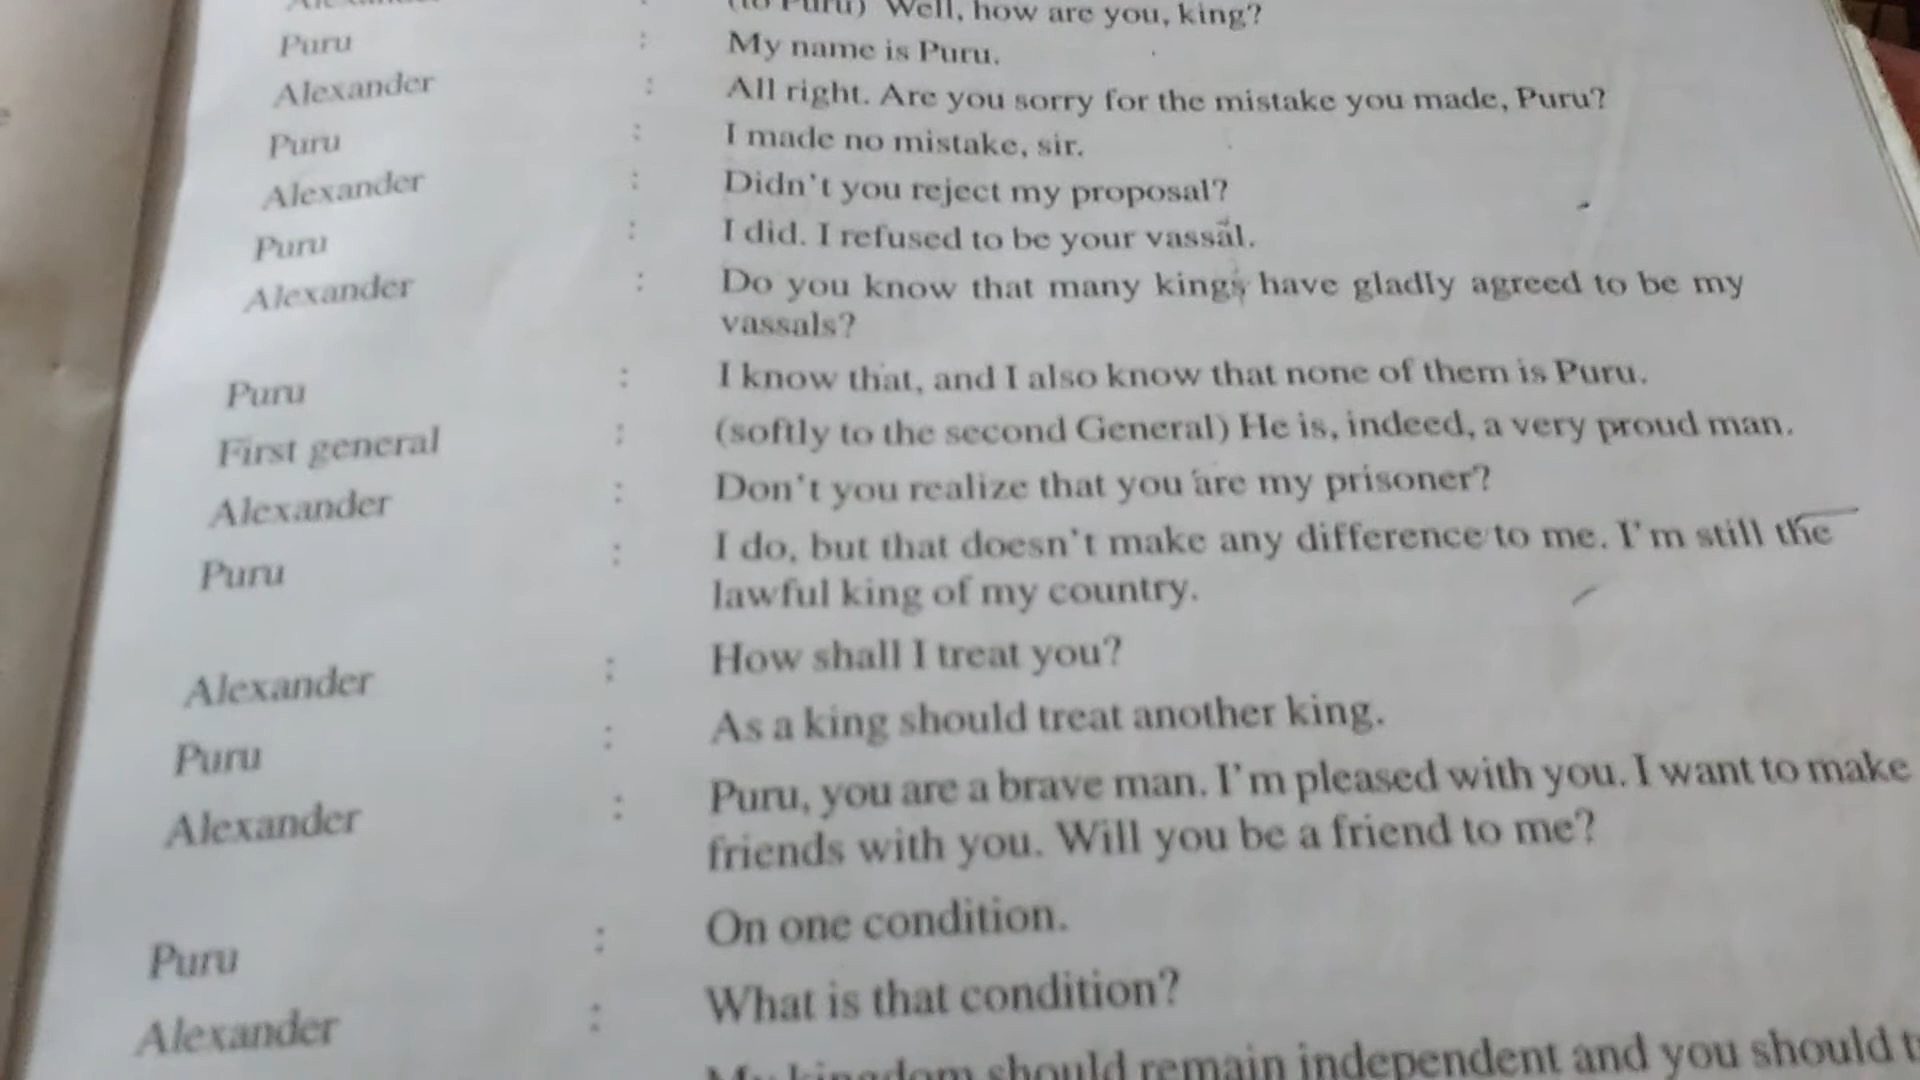 (to Puru) Well, how are you, king?
Puru : My name is Puru.
Alexander : All right. Are you sorry for the mistake you made, Puru?
Puru : I made no mistake, sir.
Alexander : Didn't you reject my proposal?
Puru : I did. I refused to be your vassal.
Alexander : Do you know that many kings have gladly agreed to be my
vassals?
Puru : I know that, and I also know that none of them is Puru.
First general : (softly to the second General) He is, indeed, a very proud man.
Alexander : Don't you realize that you are my prisoner?
Puru : I do, but that doesn't make any difference to me. I'm still the
lawful king of my country.
Alexander : How shall I treat you?
Puru : As a king should treat another king.
Alexander : Puru, you are a brave man. I'm pleased with you. I want to make
friends with you. Will you be a friend to me?
Puru : On one condition.
Alexander : What is that condition?
My kingdom should remain independent and you should